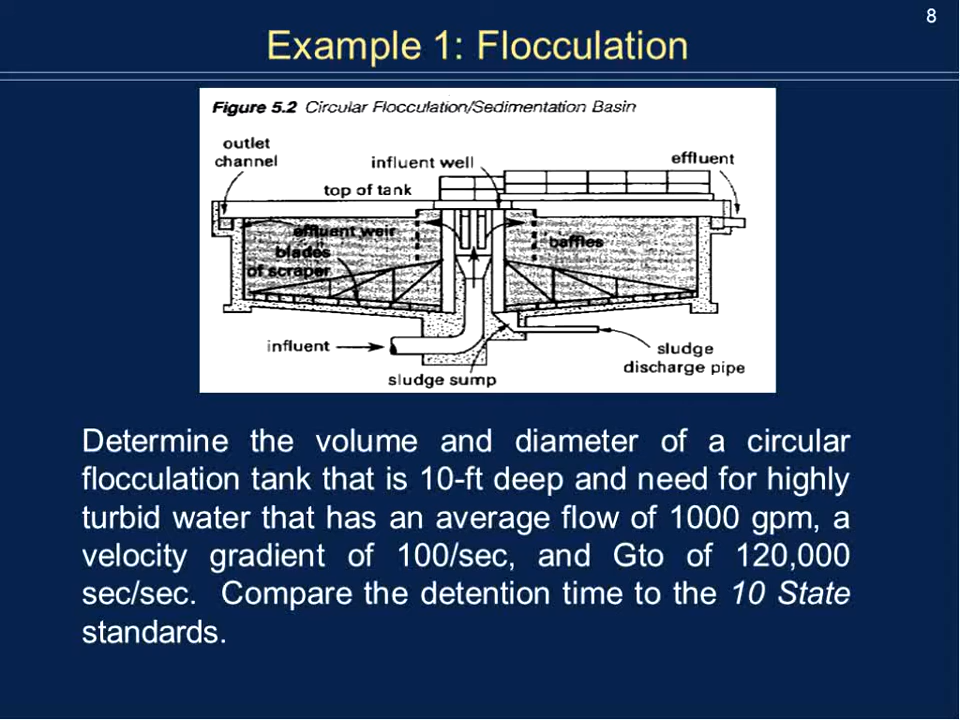 8
Example 1: Flocculation
Figure 5.2 Circular Flocculation/Sedimentation Basin
outlet
channel
influent well
effluent
top of tank
effluent weir
baffles
blades
of scraper
influent
sludge
discharge pipe
sludge sump
Determine the volume and diameter of a circular
flocculation tank that is 10-ft deep and need for highly
turbid water that has an average flow of 1000 gpm, a
velocity gradient of 100/sec, and Gto of 120,000
sec/sec. Compare the detention time to the 10 State
standards.